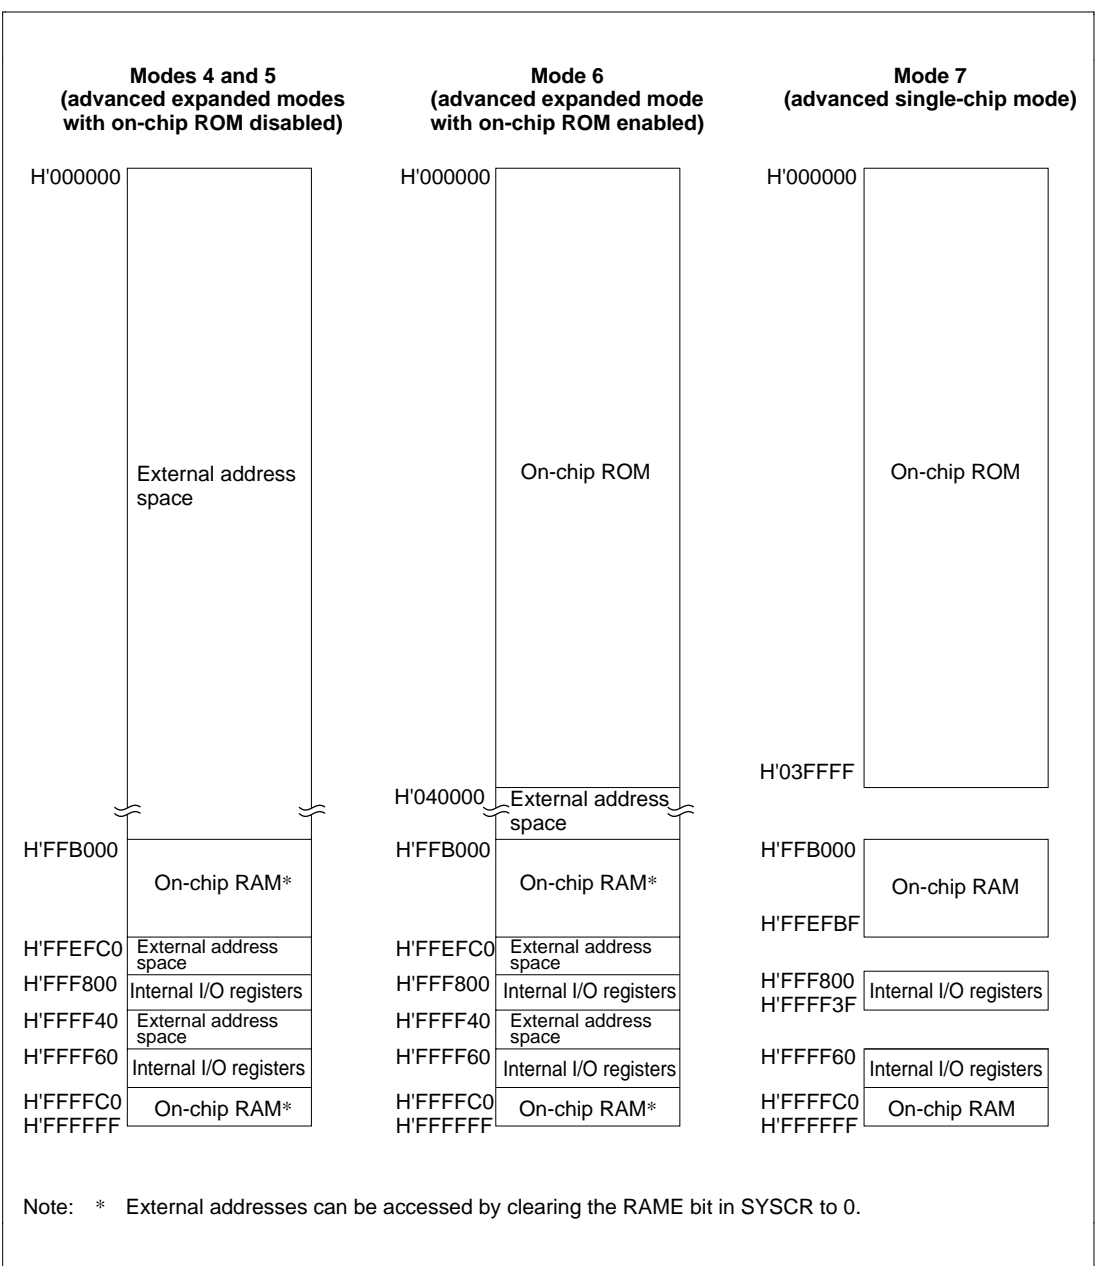 Modes 4 and 5
(advanced expanded modes
with on-chip ROM disabled)
H'000000
External address
space
H'FFB000
On-chip RAM*
H'FFEFC0
External address
space
H'FFF800
Internal I/O registers
H'FFFF40
External address
space
H'FFFF60
Internal I/O registers
H'FFFFC0
On-chip RAM*
H'FFFFFF
Mode 6
(advanced expanded mode
with on-chip ROM enabled)
H'000000
On-chip ROM
H'040000
External address
space
H'FFB000
On-chip RAM*
H'FFEFC0
External address
space
H'FFF800
Internal I/O registers
H'FFFF40
External address
space
H'FFFF60
Internal I/O registers
H'FFFFC0
On-chip RAM*
H'FFFFFF
Mode 7
(advanced single-chip mode)
H'000000
On-chip ROM
H'03FFFF
H'FFB000
On-chip RAM
H'FFEFBF
H'FFF800
Internal I/O registers
H'FFFF3F
H'FFFF60
Internal I/O registers
H'FFFFC0
On-chip RAM
H'FFFFFF
Note: * External addresses can be accessed by clearing the RAME bit in SYSCR to 0.